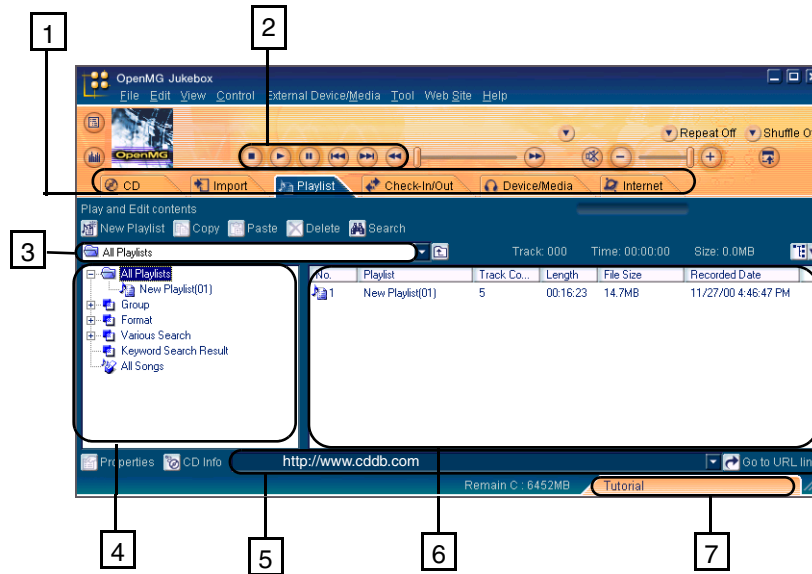 1
2
OpenMG Jukebox
File Edit View Control External Device/Media Tool Web Site Help
OpenMG
Repeat Off Shuffle O
CD Import Playlist Check-In/Out Device/Media Internet
Play and Edit contents
New Playlist Copy Paste Delete Search
3
All Playlists
Track: 000 Time: 00:00:00 Size: 0.0MB
All Playlists
New Playlist(01)
Group
Format
Various Search
Keyword Search Result
All Songs
No. Playlist Track Co... Length File Size Recorded Date
1 New Playlist(01) 5 00:16:23 14.7MB 11/27/00 4:46:47 PM
Properties CD Info http://www.cddb.com Go to URL lin
Remain C : 6452MB Tutorial
4
5
6
7